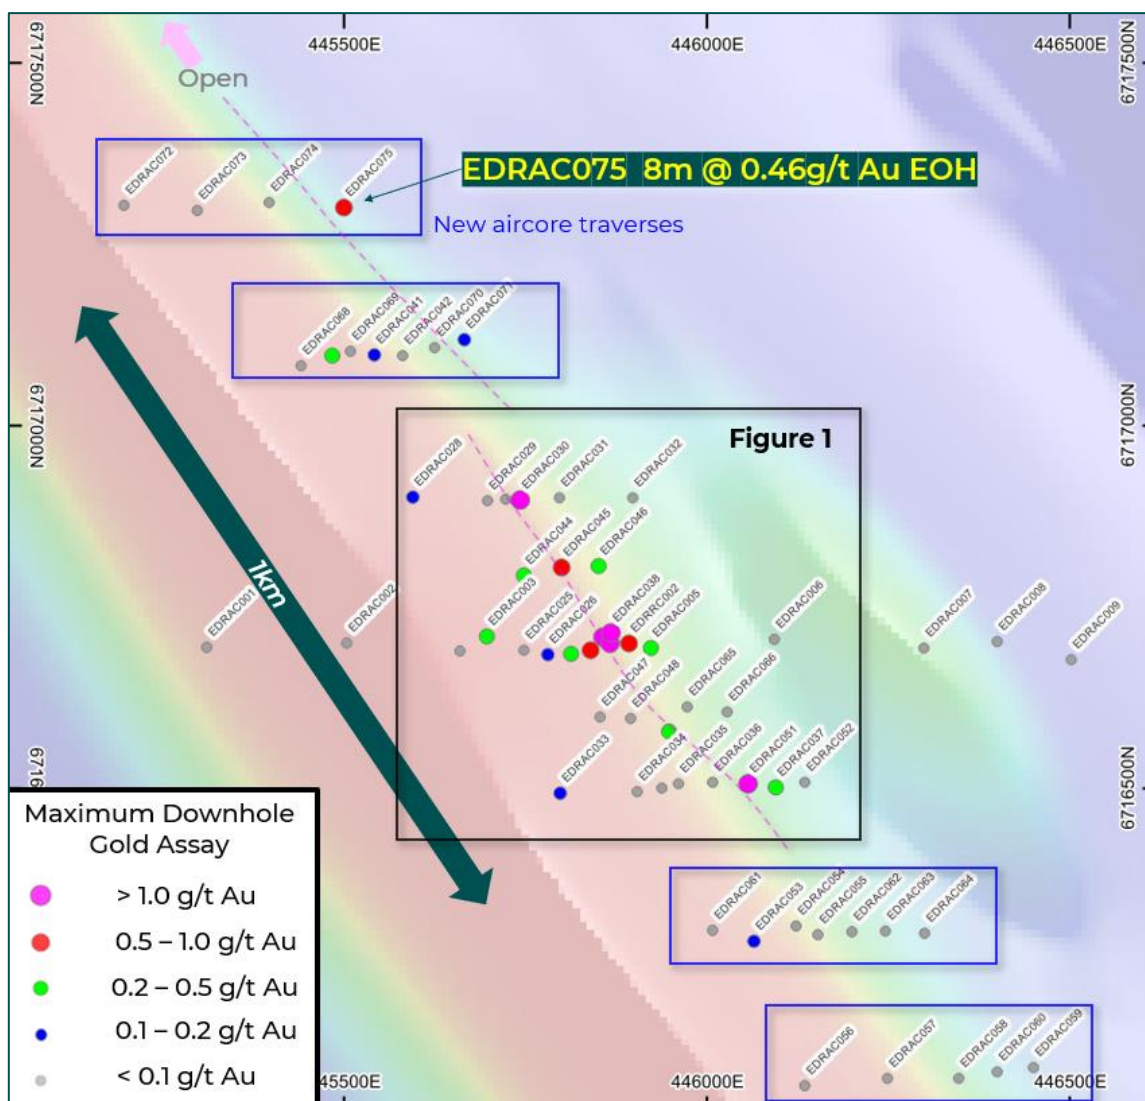 445500E
446000E
446500E
6717500N
6717500N
Open
EDRAC072
EDRAC073
EDRAC074
EDRAC075
EDRAC075 8m @ 0.46g/t Au EOH
New aircore traverses
EDRAC068
EDRAC069
EDRAC041
EDRAC042
EDRAC070
EDRAC071
6717000N
6717000N
Figure 1
EDRAC028
EDRAC029
EDRAC030
EDRAC031
EDRAC032
EDRAC044
EDRAC045
EDRAC046
1km
EDRAC001
EDRAC002
EDRAC003
EDRAC025
EDRAC026
EDRAC038
EDRRC002
EDRAC005
EDRAC006
EDRAC007
EDRAC008
EDRAC009
EDRAC047
EDRAC048
EDRAC065
EDRAC066
EDRAC033
EDRAC034
EDRAC035
EDRAC036
EDRAC051
EDRAC037
EDRAC052
6716
6716500N
Maximum Downhole
Gold Assay
> 1.0 g/t Au
0.5 – 1.0 g/t Au
0.2 – 0.5 g/t Au
0.1 – 0.2 g/t Au
< 0.1 g/t Au
EDRAC061
EDRAC053
EDRAC054
EDRAC055
EDRAC062
EDRAC063
EDRAC064
EDRAC056
EDRAC057
EDRAC058
EDRAC060
EDRAC059
45500E
446000E
446500E